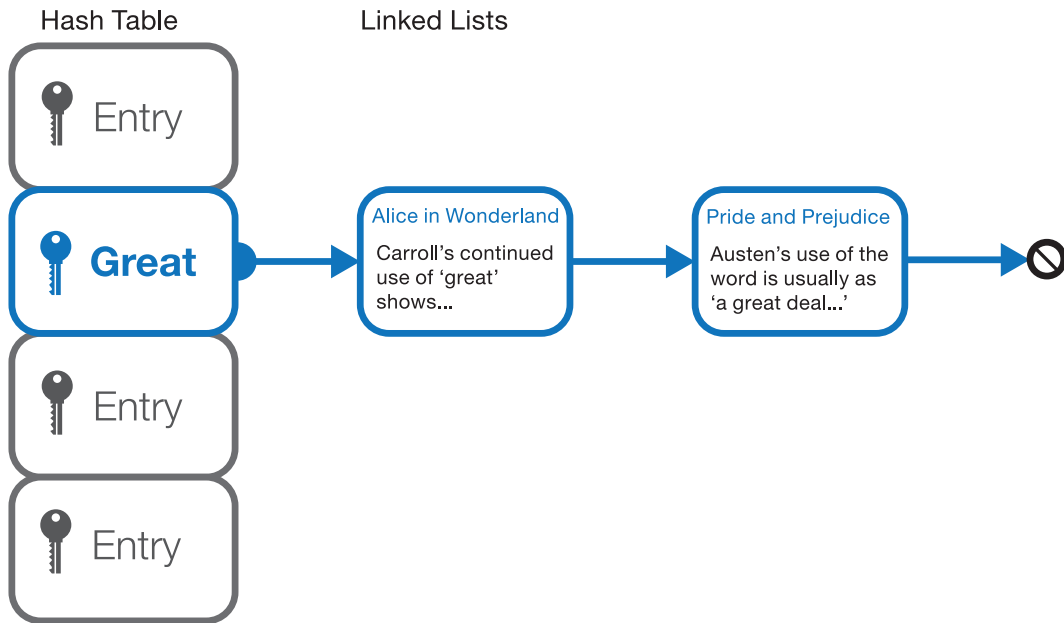 Hash Table
Linked Lists
Entry
Great
Alice in Wonderland
Carroll’s continued
use of ‘great’
shows...
Pride and Prejudice
Austen’s use of the
word is usually as
‘a great deal...’
Entry
Entry